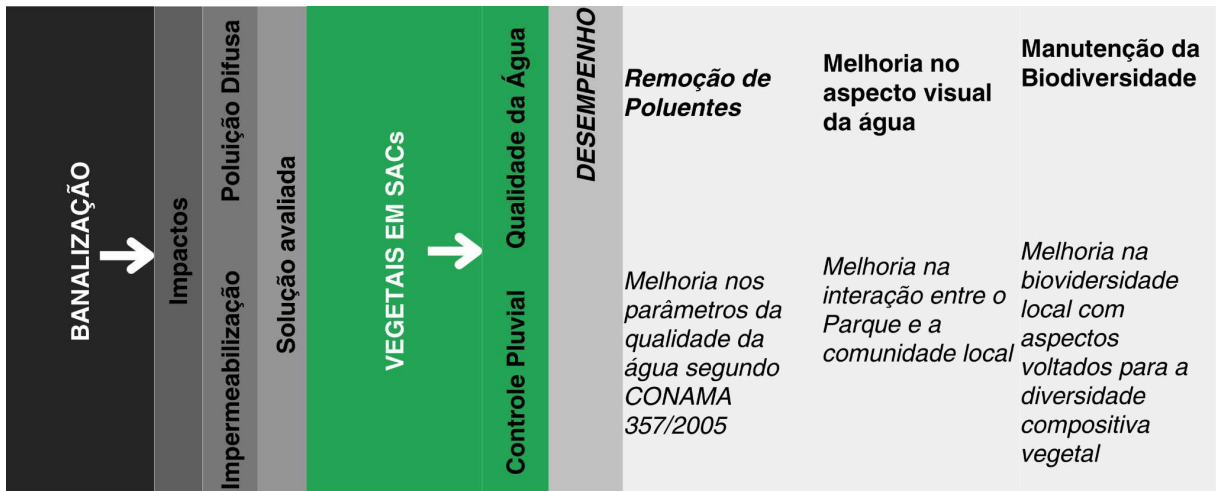 BANALIZAÇÃO
Impactos
Impermeabilização
Poluição Difusa
Solução avaliada
VEGETAIS EM SACs
Controle Pluvial
Qualidade da Água
DESEMPENHO
Remoção de
Poluentes
Melhoria nos
parâmetros da
qualidade da
água segundo
CONAMA
357/2005
Melhoria no
aspecto visual
da água
Melhoria na
interação entre o
Parque e a
comunidade local
Manutenção da
Biodiversidade
Melhoria na
biovidersidade
local com
aspectos
voltados para a
diversidade
compositiva
vegetal